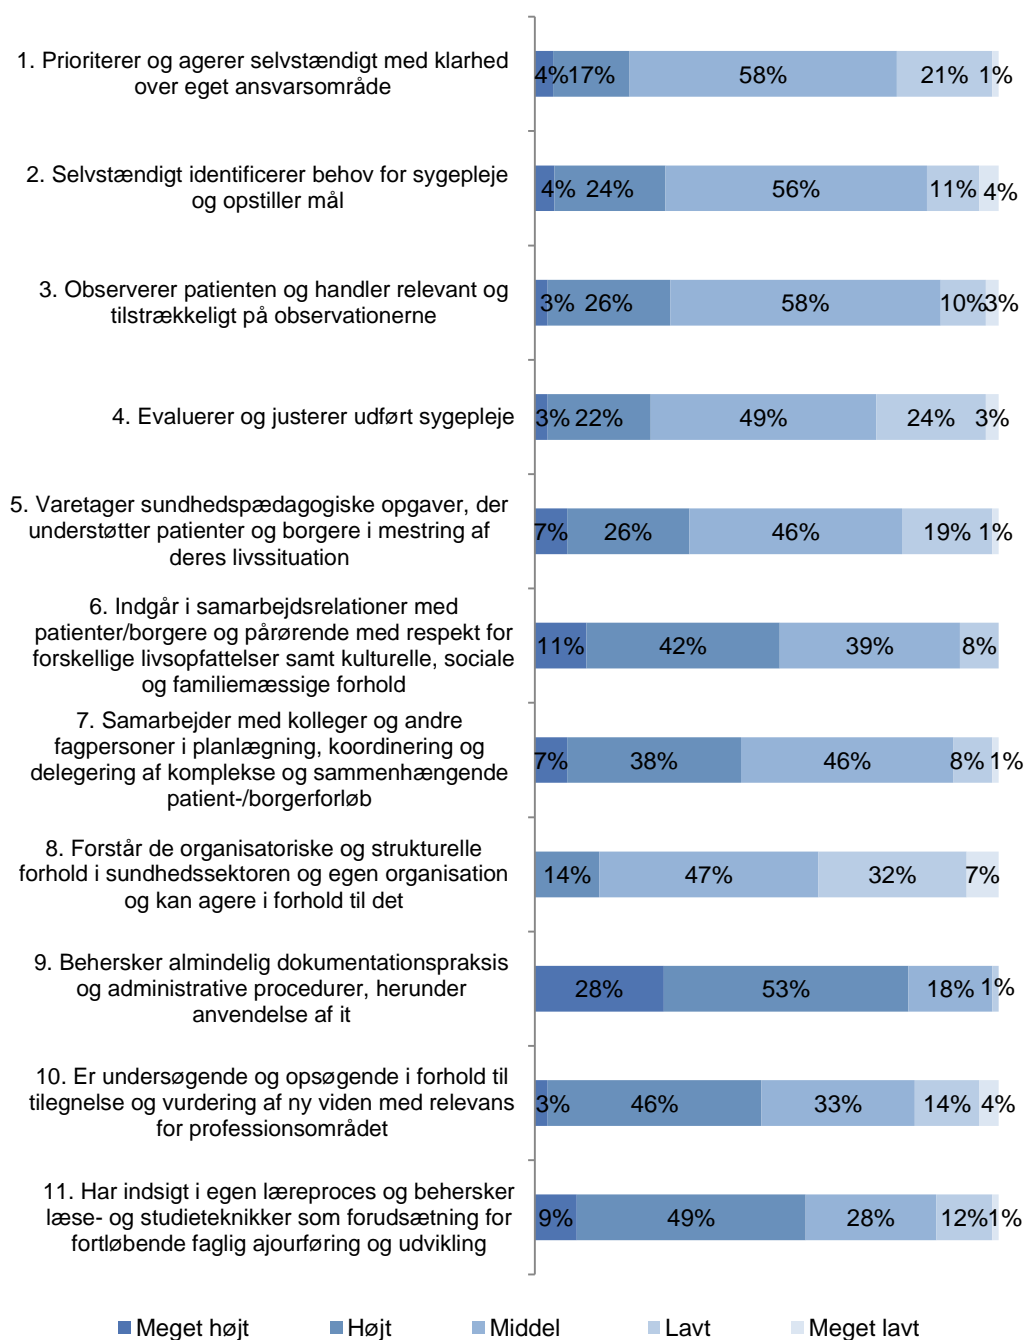 1. Prioriterer og agerer selvstændigt med klarhed
over eget ansvarsområde
4% 17% 58% 21% 1%
2. Selvstændigt identificerer behov for sygepleje
og opstiller mål
4% 24% 56% 11% 4%
3. Observerer patienten og handler relevant og
tilstrækkeligt på observationerne
3% 26% 58% 10% 3%
4. Evaluerer og justerer udført sygepleje
3% 22% 49% 24% 3%
5. Varetager sundhedspædagogiske opgaver, der
understøtter patienter og borgere i mestring af
deres livssituation
7% 26% 46% 19% 1%
6. Indgår i samarbejdsrelationer med
patienter/borgere og pårørende med respekt for
forskellige livsopfattelser samt kulturelle, sociale
og familiemæssige forhold
11% 42% 39% 8%
7. Samarbejder med kolleger og andre
fagpersoner i planlægning, koordinering og
delegering af komplekse og sammenhængende
patient-/borgerforløb
7% 38% 46% 8% 1%
8. Forstår de organisatoriske og strukturelle
forhold i sundhedssektoren og egen organisation
og kan agere i forhold til det
14% 47% 32% 7%
9. Behersker almindelig dokumentationspraksis
og administrative procedurer, herunder
anvendelse af it
28% 53% 18% 1%
10. Er undersøgende og opsøgende i forhold til
tilegnelse og vurdering af ny viden med relevans
for professionsområdet
3% 46% 33% 14% 4%
11. Har indsigt i egen læreproces og behersker
læse- og studieteknikker som forudsætning for
fortløbende faglig ajourføring og udvikling
9% 49% 28% 12% 1%
Meget højt Højt Middel Lavt Meget lavt